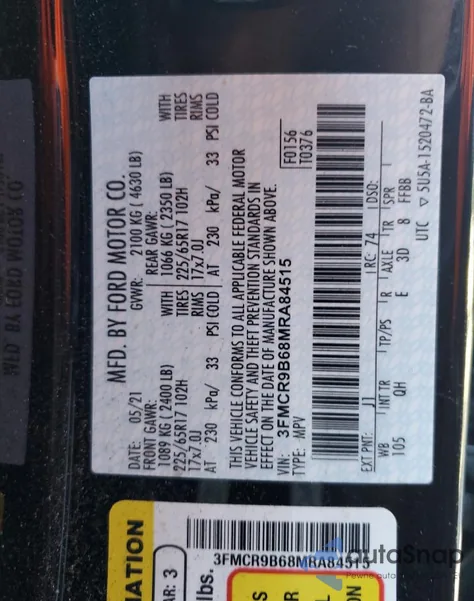 MFD. BY FORD MOTOR CO.
DATE: 05/21 GVWR: 2100 KG ( 4630 LB)
FRONT GAWR: REAR GAWR:
1089 KG ( 2400 LB) WITH 1066 KG ( 2350 LB) WITH
225/65R17 102H TIRES 225/65R17 102H TIRES
17x7.0J RIMS 17x7.0J RIMS
AT 230 kPa/ 33 PSI COLD AT 230 kPa/ 33 PSI COLD
THIS VEHICLE CONFORMS TO ALL APPLICABLE FEDERAL MOTOR
VEHICLE SAFETY AND THEFT PREVENTION STANDARDS IN
EFFECT ON THE DATE OF MANUFACTURE SHOWN ABOVE.
VIN: 3FMCR9B68MRA84515
TYPE: MPV
F0156
T0376
EXT PNT: J1 RC: 74 DSO:
WB INT TR TP/PS R AXLE TR SPR
105 QH E 3D 8 FFBB
UTC ▽ 5U5A-1520472-BA
3FMCR9B68MRA84515
MATION
AR: 3
lbs.
autoSnap